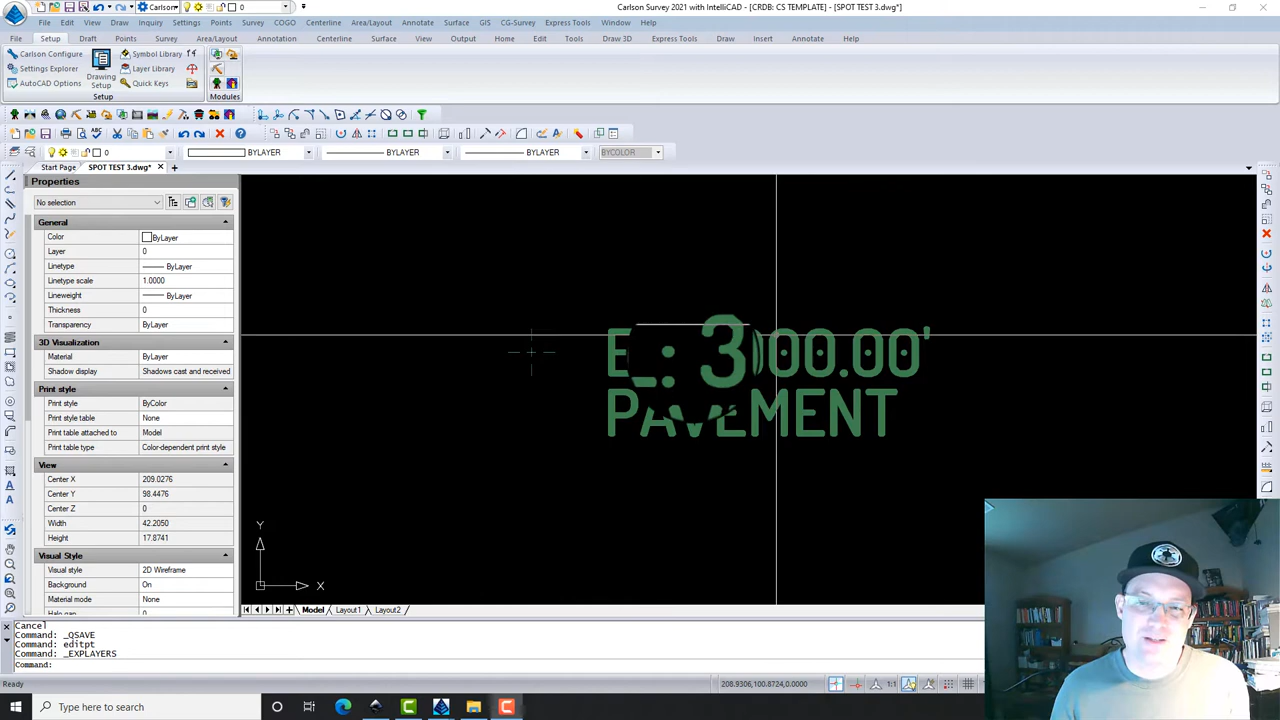 Carlson Survey 2021 with IntelliCAD - [CRDB: CS TEMPLATE] - [SPOT TEST 3.dwg*]
Carlson 0
File Edit View Draw Inquiry Settings Points Survey COGO Centerline Area/Layout Annotate Surface GIS CG-Survey Express Tools Window Help
File Setup Draft Points Survey Area/Layout Annotation Centerline Surface View Output Home Edit Tools Draw 3D Express Tools Draw Insert Annotate
Carlson Configure Symbol Library
Settings Explorer Layer Library
AutoCAD Options Drawing Setup Quick Keys
Setup Modules
0 BYLAYER BYLAYER BYLAYER BYCOLOR
Start Page SPOT TEST 3.dwg*
Properties
No selection
General
Color ByLayer
Layer 0
Linetype ByLayer
Linetype scale 1.0000
Lineweight ByLayer
Thickness 0
Transparency ByLayer
3D Visualization
Material ByLayer
Shadow display Shadows cast and received
Print style
Print style ByColor
Print style table None
Print table attached to Model
Print table type Color-dependent print style
View
Center X 209.0276
Center Y 98.4476
Center Z 0
Width 42.2050
Height 17.8741
Visual Style
Visual style 2D Wireframe
Background On
Material mode None
PAVEMENT
Y
X
Model Layout1 Layout2
Cancel
Command: _QSAVE
Command: editpt
Command: _EXPLAYERS
Command:
Ready 208.9306,100.8724,0.0000 1:1
Type here to search